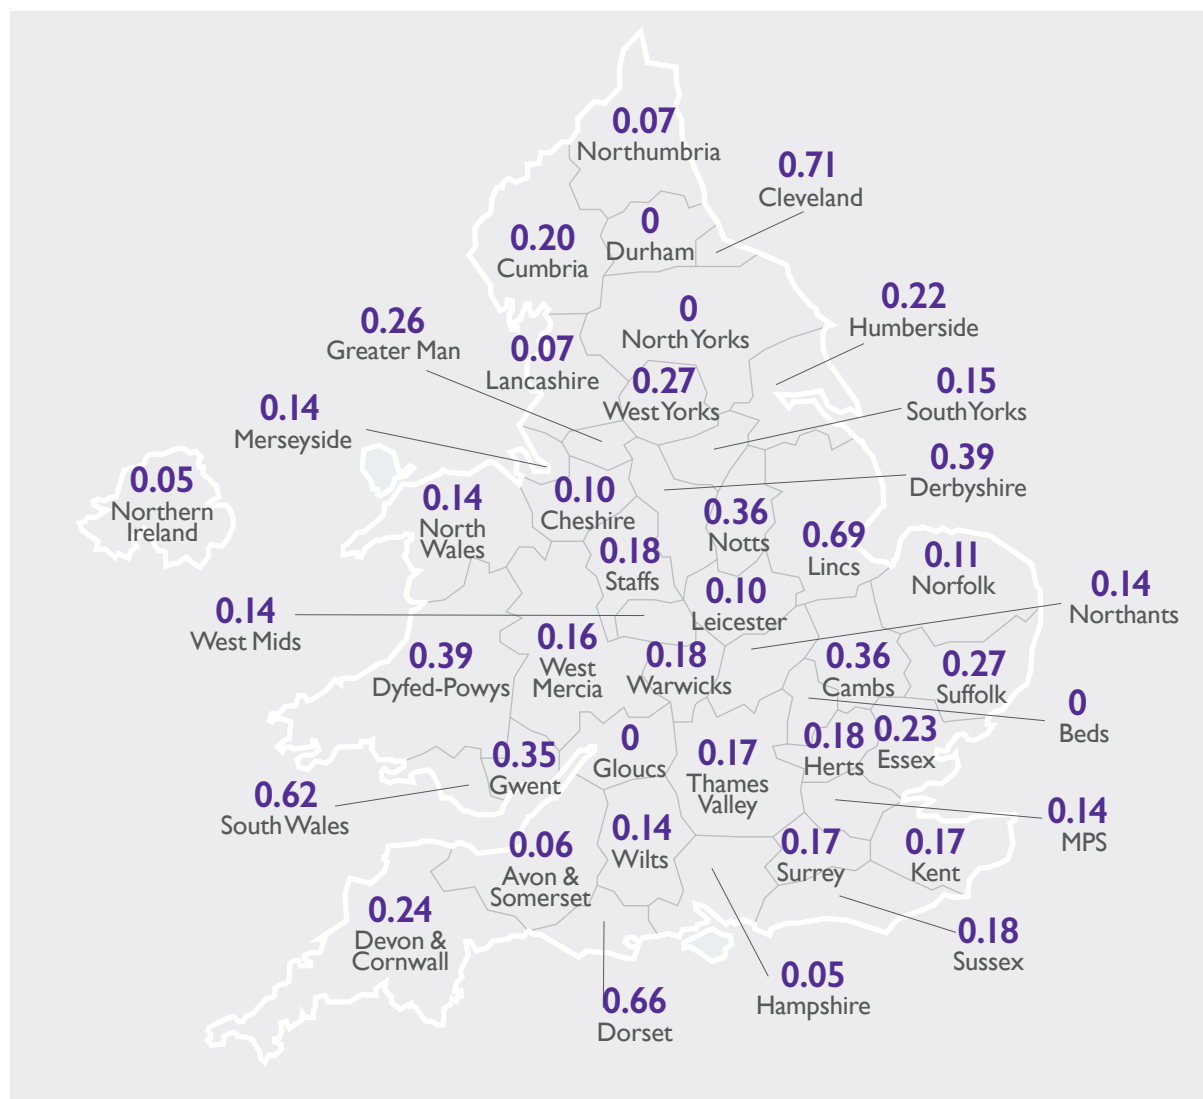 0.07
Northumbria
0.71
Cleveland
0
Durham
0.20
Cumbria
0.22
Humberside
0
North Yorks
0.26
Greater Man
0.07
Lancashire
0.27
West Yorks
0.15
South Yorks
0.14
Merseyside
0.39
Derbyshire
0.05
Northern
Ireland
0.14
North
Wales
0.10
Cheshire
0.36
Notts
0.69
Lincs
0.11
Norfolk
0.18
Staffs
0.10
Leicester
0.14
Northants
0.14
West Mids
0.39
Dyfed-Powys
0.16
West
Mercia
0.18
Warwicks
0.36
Cambs
0.27
Suffolk
0
Beds
0.35
Gwent
0
Gloucs
0.17
Thames
Valley
0.18
Herts
0.23
Essex
0.62
South Wales
0.14
MPS
0.06
Avon &
Somerset
0.14
Wilts
0.17
Surrey
0.17
Kent
0.24
Devon &
Cornwall
0.18
Sussex
0.05
Hampshire
0.66
Dorset